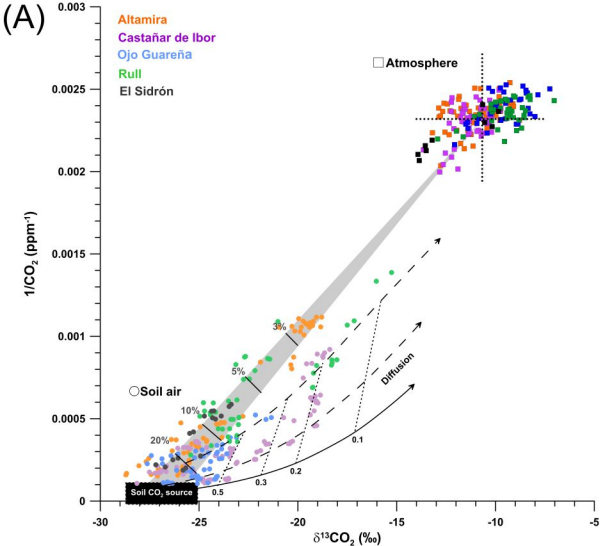 (A)
0.003
Altamira
Castañar de Ibor
Ojo Guareña
Rull
El Sidrón
Atmosphere
0.0025
0.002
1/CO2 (ppm-1)
0.0015
0.001
3%
5%
Diffusion
Soil air
10%
0.0005
20%
0.1
0.2
0.3
0.5
Soil CO2 source
0
-30
-25
-20
-15
-10
-5
δ13CO2 (‰)